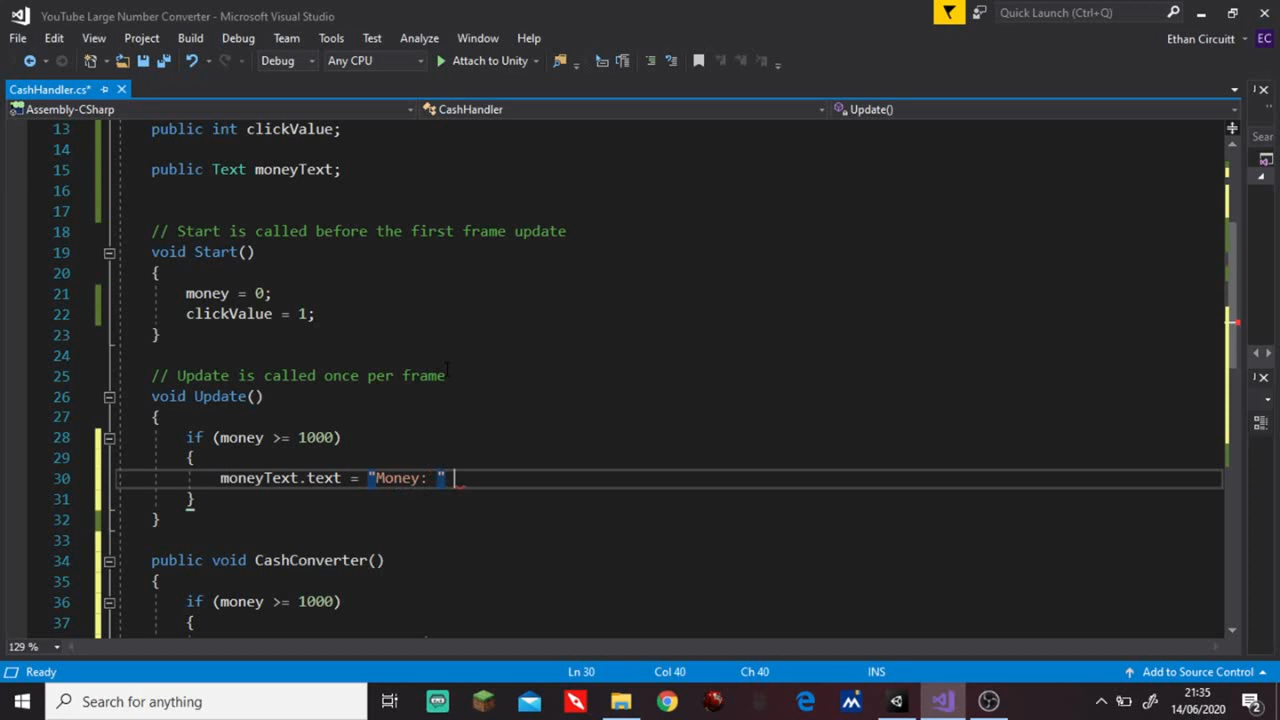 YouTube Large Number Converter - Microsoft Visual Studio
Quick Launch (Ctrl+Q)
File Edit View Project Build Debug Team Tools Test Analyze Window Help
Ethan Circuitt EC
Debug Any CPU Attach to Unity
CashHandler.cs*
Assembly-CSharp CashHandler Update()
Sear
13 public int clickValue;
14
15 public Text moneyText;
16
17
18 // Start is called before the first frame update
19 void Start()
20 {
21 money = 0;
22 clickValue = 1;
23 }
24
25 // Update is called once per frame
26 void Update()
27 {
28 if (money >= 1000)
29 {
30 moneyText.text = "Money: "
31 }
32 }
33
34 public void CashConverter()
35 {
36 if (money >= 1000)
37 {
129 %
Ready Ln 30 Col 40 Ch 40 INS Add to Source Control
Search for anything
21:35
14/06/2020
2